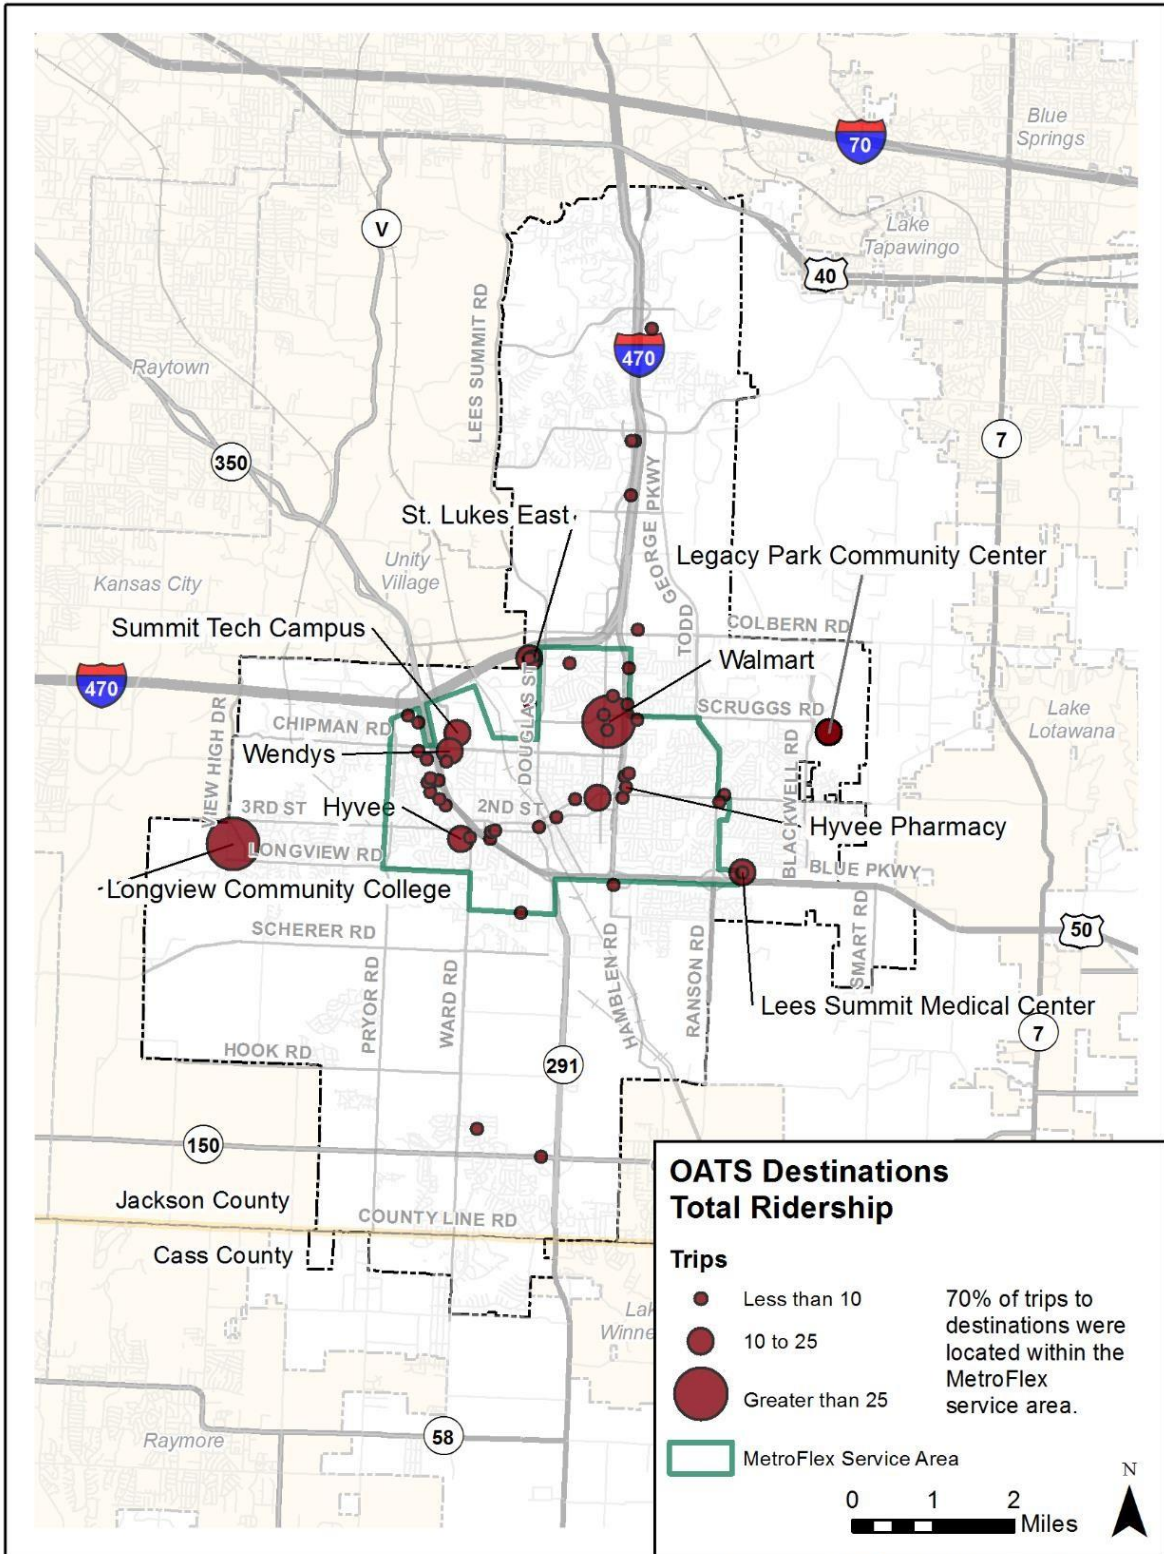 Blue
Springs
70
V
Lake
Tapawingo
40
LEES SUMMIT RD
470
Raytown
7
350
GEORGE PKWY
St. Lukes East
Legacy Park Community Center
Unity
Village
Kansas City
TODD
COLBERN RD
Summit Tech Campus
Walmart
470
DOUGLAS ST
SCRUGGS RD
Lake
Lotawana
VIEW HIGH DR
CHIPMAN RD
Wendys
BLACKWELL RD
3RD ST
Hyvee
2ND ST
Hyvee Pharmacy
LONGVIEW RD
BLUE PKWY
Longview Community College
SCHERER RD
50
SMART RD
PRYOR RD
WARD RD
HAMBLEN RD
RANSON RD
Lees Summit Medical Center
7
HOOK RD
291
150
Jackson County
COUNTY LINE RD
Cass County
Raymore
58
OATS Destinations
Total Ridership
Trips
Less than 10
10 to 25
Greater than 25
70% of trips to
destinations were
located within the
MetroFlex
service area.
MetroFlex Service Area
0 1 2
Miles
N